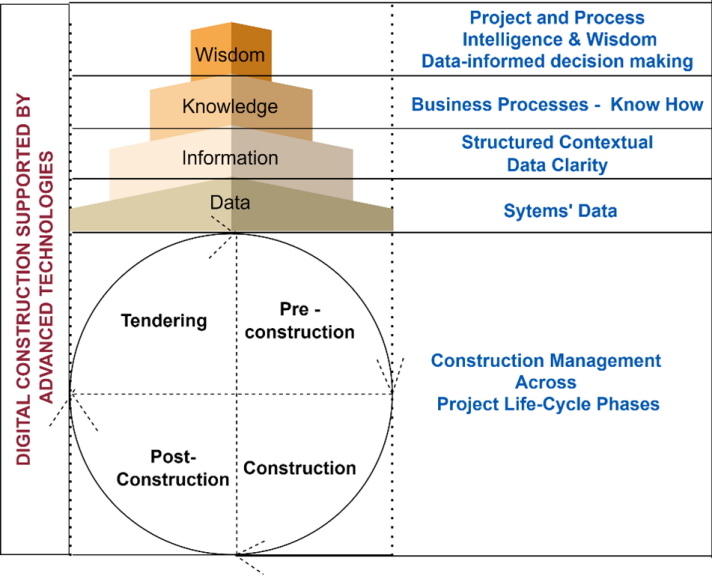 DIGITAL CONSTRUCTION SUPPORTED BY
ADVANCED TECHNOLOGIES
Wisdom
Project and Process
Intelligence & Wisdom
Data-informed decision making
Knowledge
Business Processes - Know How
Information
Structured Contextual
Data Clarity
Data
Sytems' Data
Tendering
Pre -
construction
Construction Management
Across
Project Life-Cycle Phases
Post-
Construction
Construction